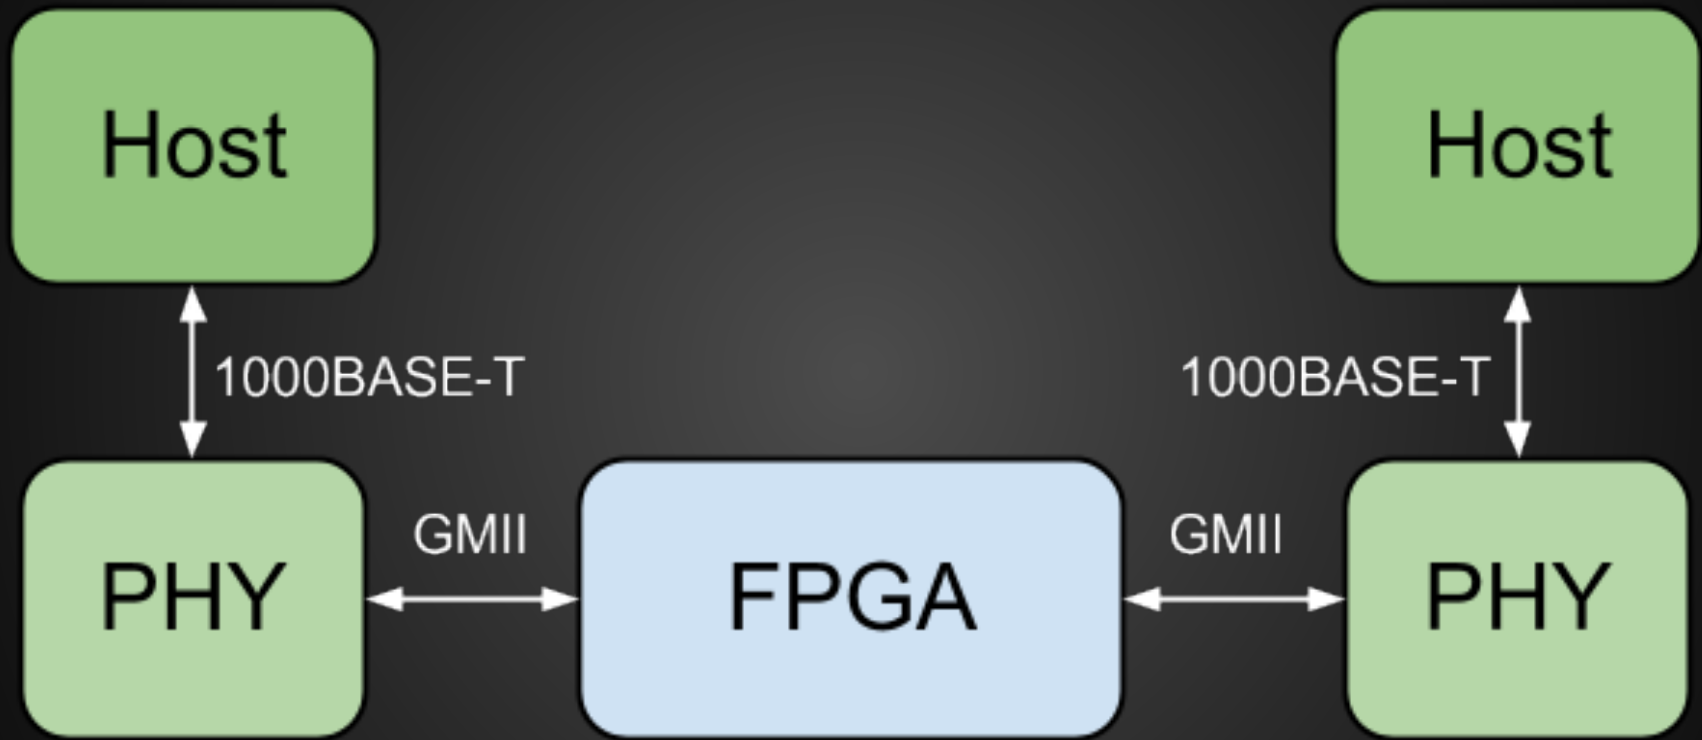 Host
Host
1000BASE-T
1000BASE-T
GMII
GMII
PHY
FPGA
PHY